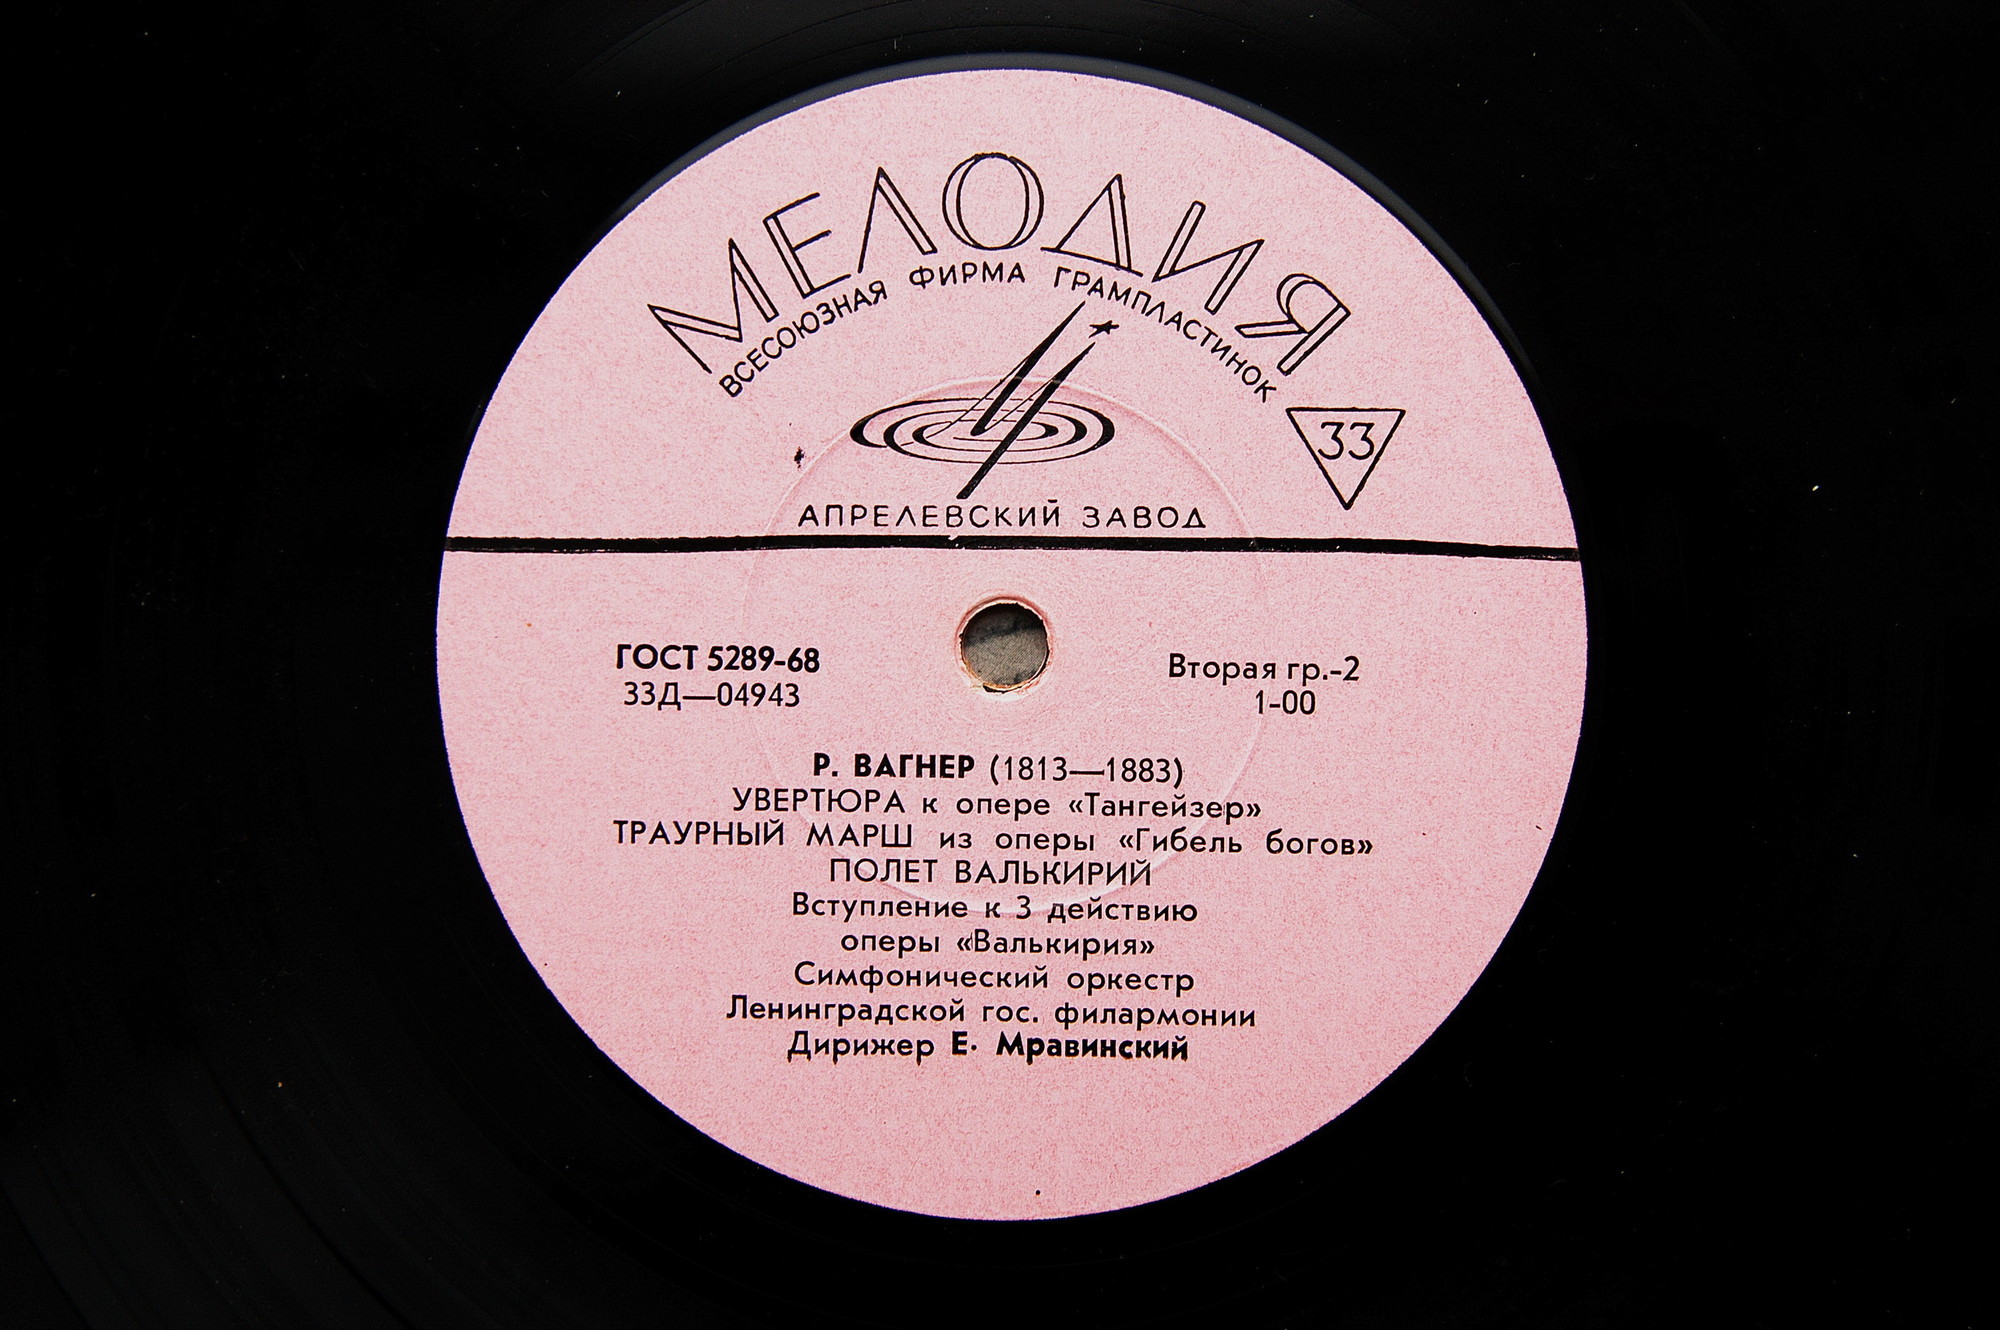 МЕЛОДИЯ
ВСЕСОЮЗНАЯ ФИРМА ГРАМПЛАСТИНОК
33
АПРЕЛЕВСКИЙ ЗАВОД
ГОСТ 5289-68
33Д—04943
Вторая гр.-2
1-00
Р. ВАГНЕР (1813—1883)
УВЕРТЮРА к опере «Тангейзер»
ТРАУРНЫЙ МАРШ из оперы «Гибель богов»
ПОЛЕТ ВАЛЬКИРИЙ
Вступление к 3 действию
оперы «Валькирия»
Симфонический оркестр
Ленинградской гос. филармонии
Дирижер Е. Мравинский